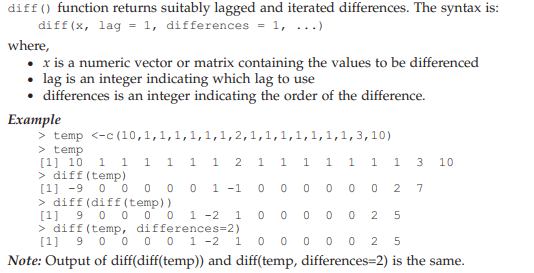 diff() function returns suitably lagged and iterated differences. The syntax is:
diff(x, lag = 1, differences = 1, ...)
where,
• x is a numeric vector or matrix containing the values to be differenced
• lag is an integer indicating which lag to use
• differences is an integer indicating the order of the difference.
Example
> temp <-c(10,1,1,1,1,1,1,2,1,1,1,1,1,1,1,3,10)
> temp
[1] 10 1 1 1 1 1 1 2 1 1 1 1 1 1 1 3 10
> diff(temp)
[1] -9 0 0 0 0 0 1 -1 0 0 0 0 0 0 2 7
> diff(diff(temp))
[1] 9 0 0 0 0 1 -2 1 0 0 0 0 0 2 5
> diff(temp, differences=2)
[1] 9 0 0 0 0 1 -2 1 0 0 0 0 0 2 5
Note: Output of diff(diff(temp)) and diff(temp, differences=2) is the same.